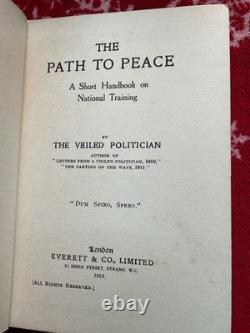 THE
PATH TO PEACE
A Short Handbook on
National Training
BY
THE VEILED POLITICIAN
AUTHOR OF
"LETTERS FROM A VEILED POLITICIAN, 1910,"
"THE PARTING OF THE WAYS, 1911"
"DUM SPIRO, SPERO."
London
EVERETT & CO., LIMITED
ESSEX STREET, STRAND, W.C.
[ALL RIGHTS RESERVED.]
ebay